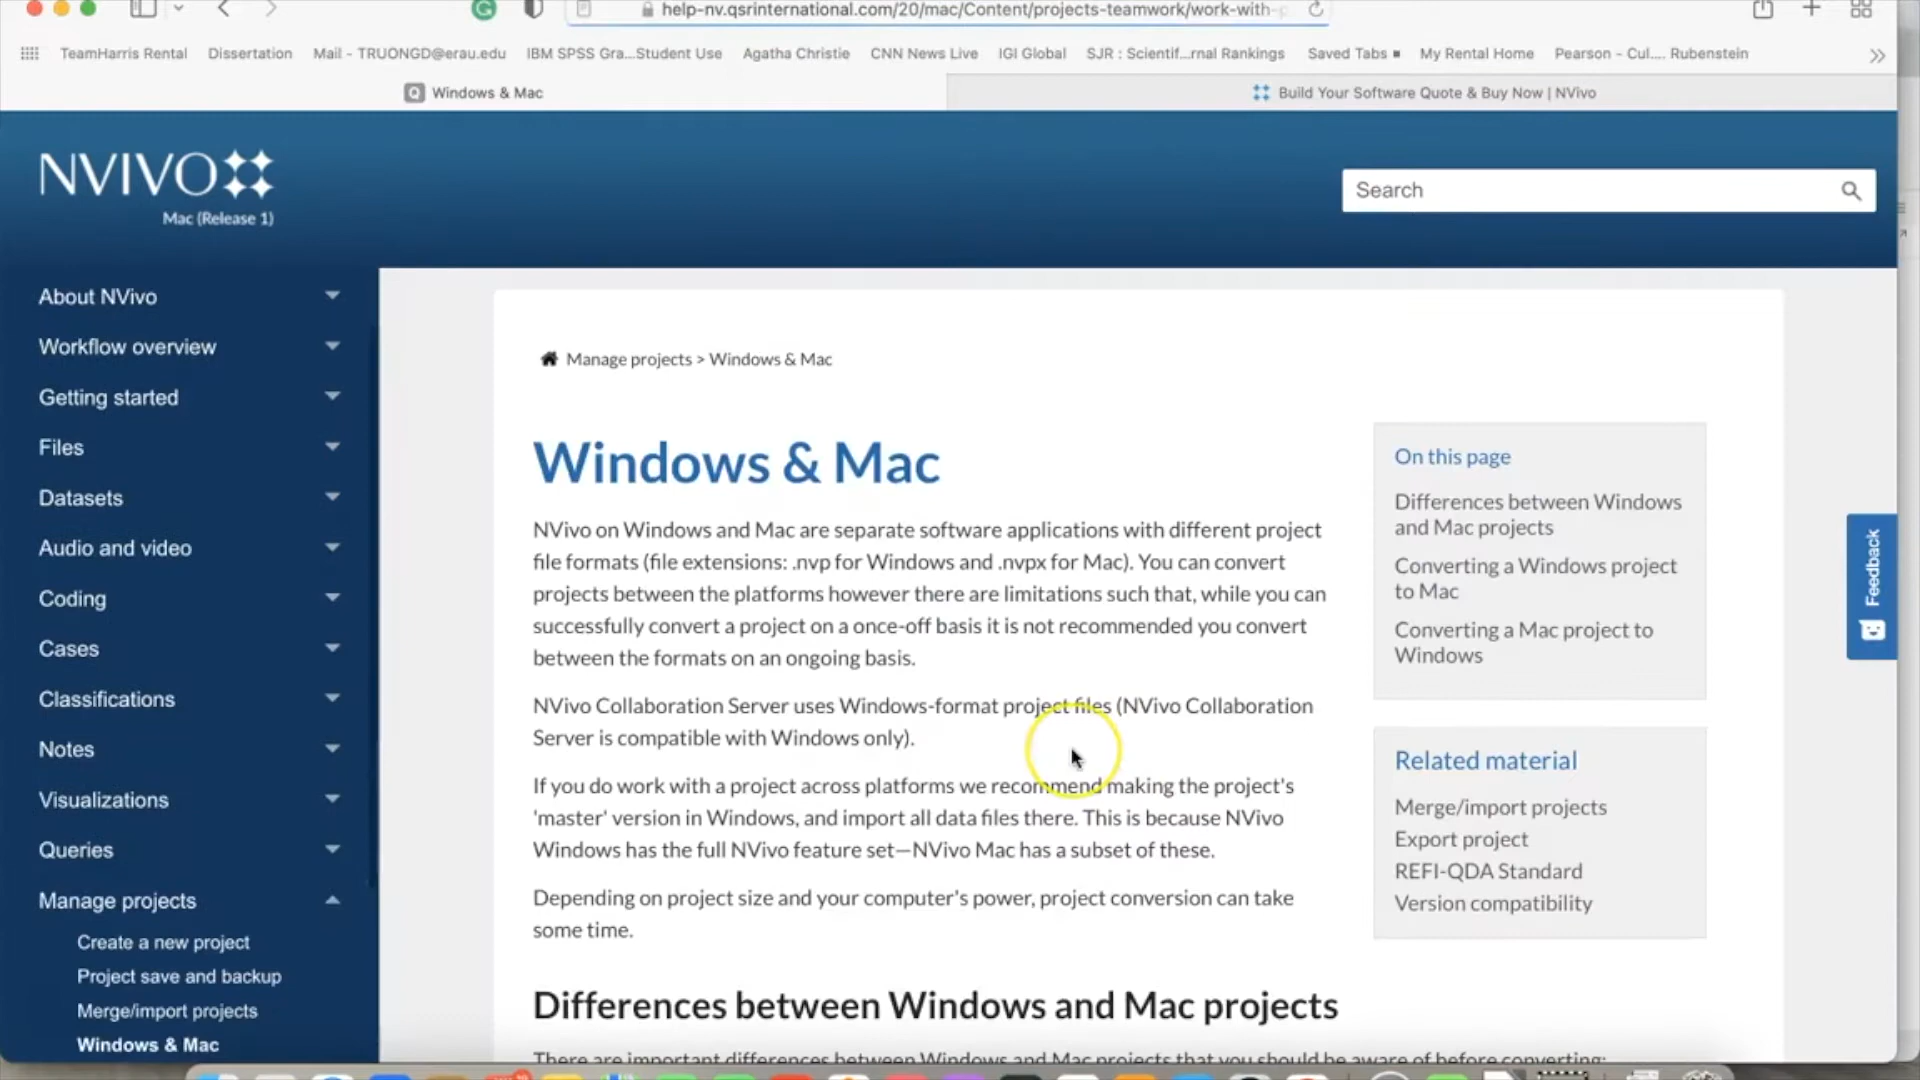 help-nv.qsrinternational.com/20/mac/Content/projects-teamwork/work-with-
TeamHarris Rental Dissertation Mail - TRUONGD@erau.edu IBM SPSS Gra...Student Use Agatha Christie CNN News Live IGI Global SJR : Scientif...rnal Rankings Saved Tabs My Rental Home Pearson - Cul.... Rubenstein
Windows & Mac
Build Your Software Quote & Buy Now | NVivo
NVIVO
Mac (Release 1)
Search
About NVivo
Workflow overview
Getting started
Files
Datasets
Audio and video
Coding
Cases
Classifications
Notes
Visualizations
Queries
Manage projects
Create a new project
Project save and backup
Merge/import projects
Windows & Mac
Manage projects > Windows & Mac
Windows & Mac
NVivo on Windows and Mac are separate software applications with different project
file formats (file extensions: .nvp for Windows and .nvpx for Mac). You can convert
projects between the platforms however there are limitations such that, while you can
successfully convert a project on a once-off basis it is not recommended you convert
between the formats on an ongoing basis.
NVivo Collaboration Server uses Windows-format project files (NVivo Collaboration
Server is compatible with Windows only).
If you do work with a project across platforms we recommend making the project's
'master' version in Windows, and import all data files there. This is because NVivo
Windows has the full NVivo feature set—NVivo Mac has a subset of these.
Depending on project size and your computer's power, project conversion can take
some time.
Differences between Windows and Mac projects
There are important differences between Windows and Mac projects that you should be aware of before converting:
On this page
Differences between Windows
and Mac projects
Converting a Windows project
to Mac
Converting a Mac project to
Windows
Related material
Merge/import projects
Export project
REFI-QDA Standard
Version compatibility
Feedback